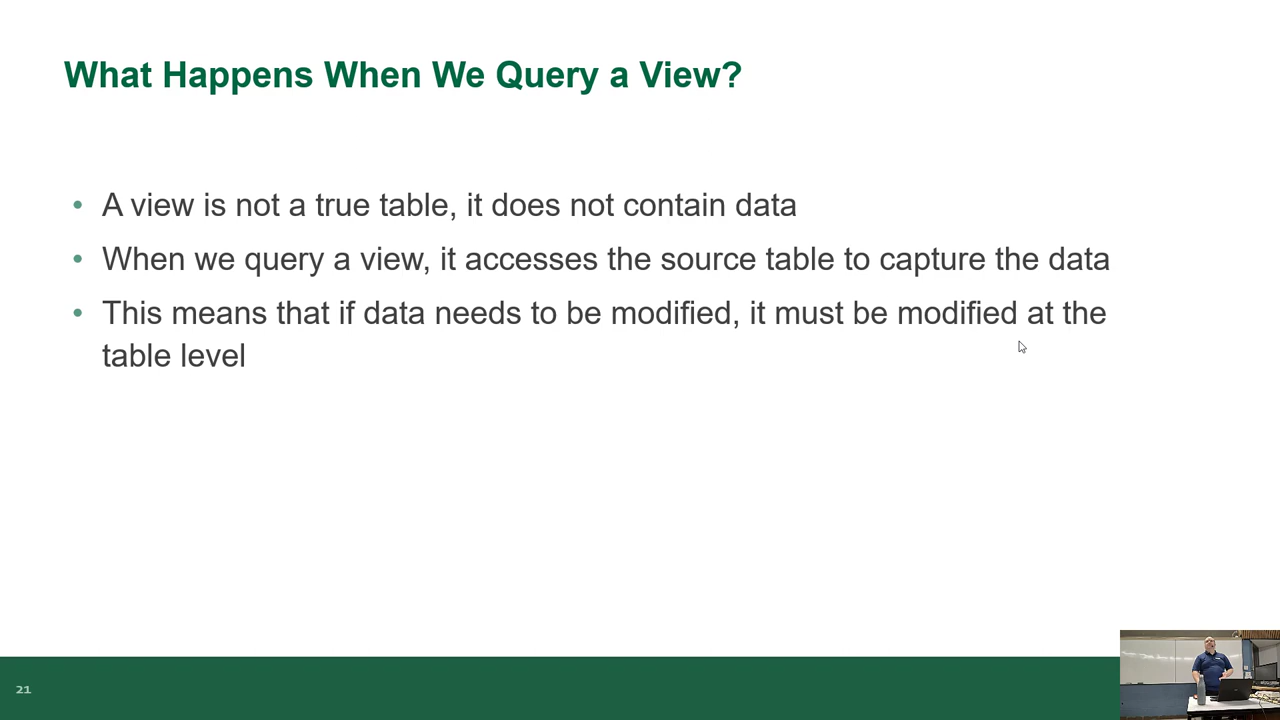 What Happens When We Query a View?
• A view is not a true table, it does not contain data
• When we query a view, it accesses the source table to capture the data
• This means that if data needs to be modified, it must be modified at the
table level
21